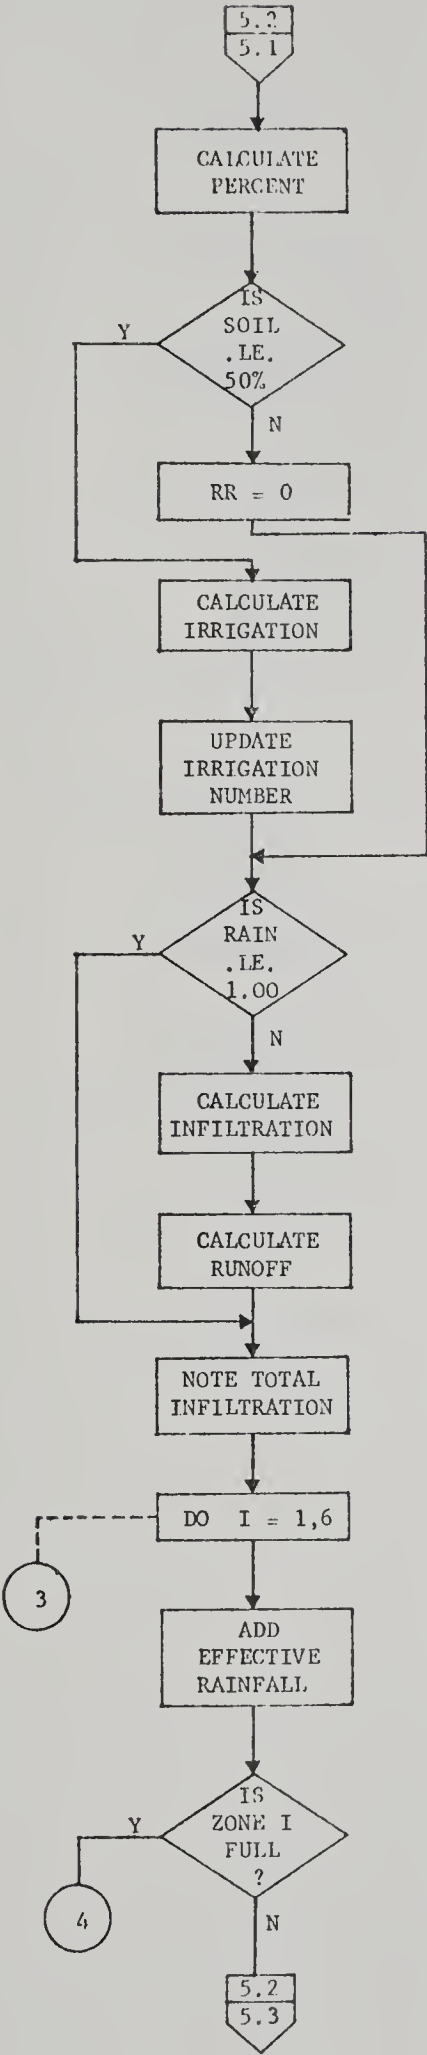 5.2
5.1
CALCULATE
PERCENT
IS
SOIL
.LE.
50%
Y
N
RR = 0
CALCULATE
IRRIGATION
UPDATE
IRRIGATION
NUMBER
IS
RAIN
.LE.
1.00
Y
N
CALCULATE
INFILTRATION
CALCULATE
RUNOFF
NOTE TOTAL
INFILTRATION
DO I = 1,6
3
ADD
EFFECTIVE
RAINFALL
IS
ZONE I
FULL
?
Y
4
N
5.2
5.3